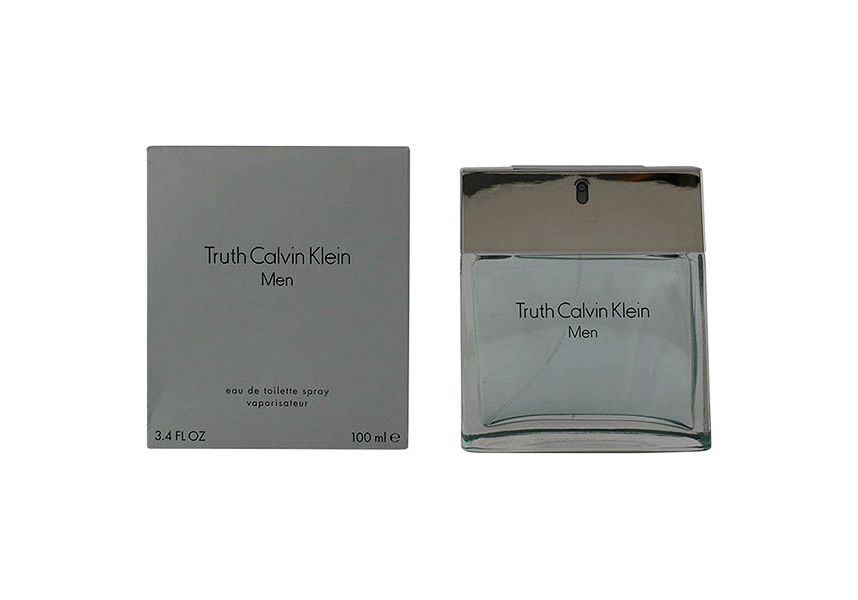 Truth Calvin Klein
Men
eau de toilette spray
vaporisateur
3.4 FL OZ
100 ml ℮
Truth Calvin Klein
Men